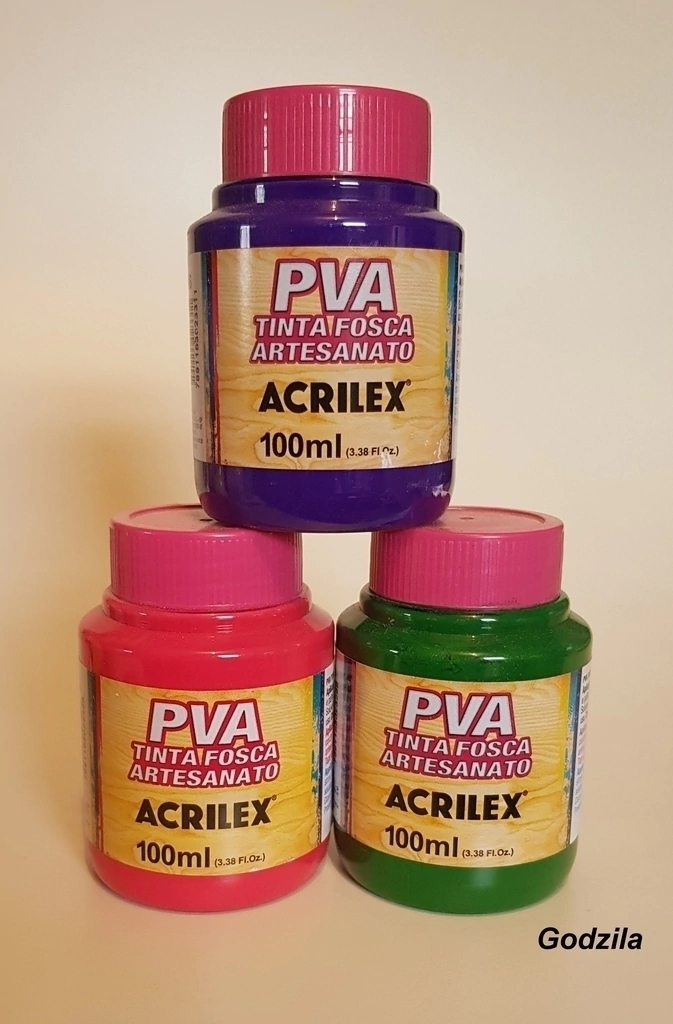 PVA
TINTA FOSCA
ARTESANATO
ACRILEX®
100ml (3.38 Fl.Oz.)
PVA
TINTA FOSCA
ARTESANATO
ACRILEX®
100ml (3.38 Fl.Oz.)
PVA
TINTA FOSCA
ARTESANATO
ACRILEX®
100ml (3.38 Fl.Oz.)
Godzila